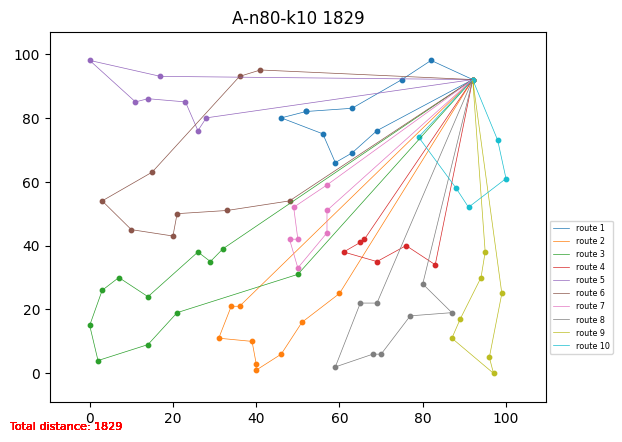 A-n80-k10 1829
100
80
60
40
20
0
0 20 40 60 80 100
route 1
route 2
route 3
route 4
route 5
route 6
route 7
route 8
route 9
route 10
Total distance: 1829